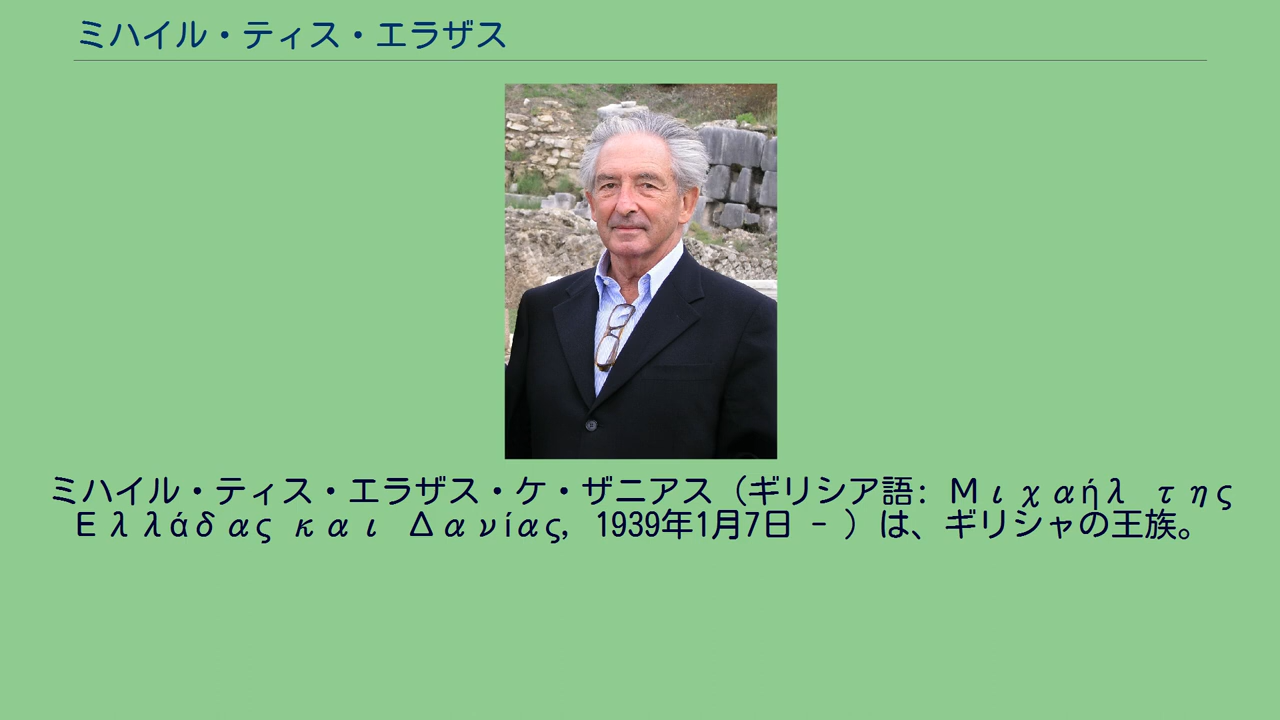 ミハイル・ティス・エラザス
ミハイル・ティス・エラザス・ケ・ザニアス（ギリシア語: Μιχαήλ της
Ελλάδας και Δανίας, 1939年1月7日 - ）は、ギリシャの王族。